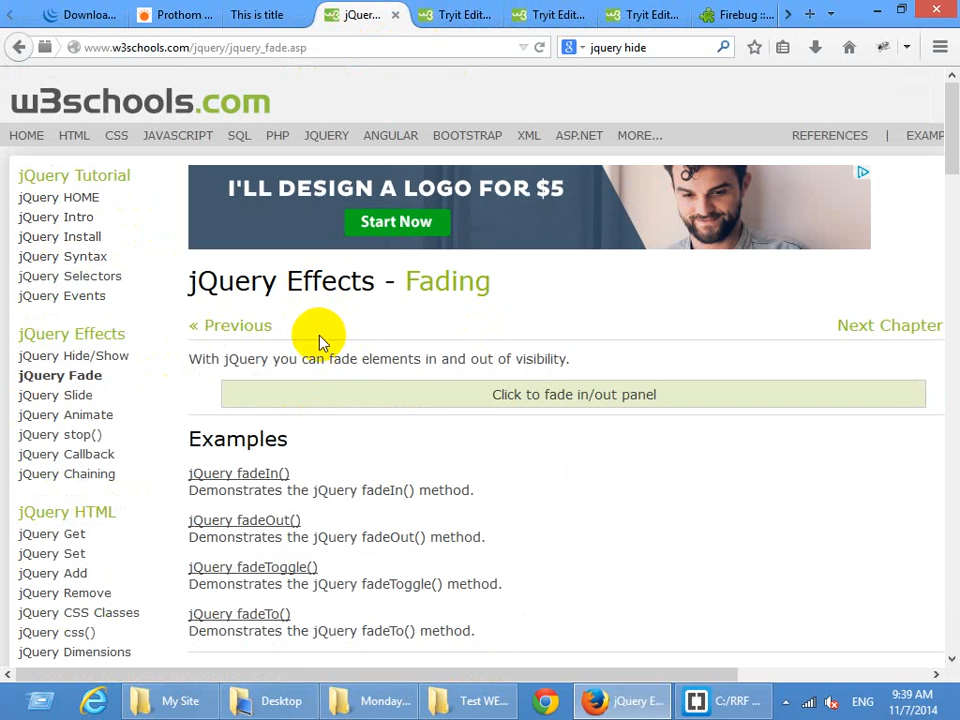 Downloa...
Prothom ...
This is title
jQuer...
Tryit Edit...
Tryit Edit...
Tryit Edit...
Firebug ::...
www.w3schools.com/jquery/jquery_fade.asp
jquery hide
w3schools.com
HOME HTML CSS JAVASCRIPT SQL PHP JQUERY ANGULAR BOOTSTRAP XML ASP.NET MORE... REFERENCES | EXAMP
jQuery Tutorial
jQuery HOME
jQuery Intro
jQuery Install
jQuery Syntax
jQuery Selectors
jQuery Events
jQuery Effects
jQuery Hide/Show
jQuery Fade
jQuery Slide
jQuery Animate
jQuery stop()
jQuery Callback
jQuery Chaining
jQuery HTML
jQuery Get
jQuery Set
jQuery Add
jQuery Remove
jQuery CSS Classes
jQuery css()
jQuery Dimensions
I'LL DESIGN A LOGO FOR $5
Start Now
jQuery Effects - Fading
« Previous
Next Chapter
With jQuery you can fade elements in and out of visibility.
Click to fade in/out panel
Examples
jQuery fadeIn()
Demonstrates the jQuery fadeIn() method.
jQuery fadeOut()
Demonstrates the jQuery fadeOut() method.
jQuery fadeToggle()
Demonstrates the jQuery fadeToggle() method.
jQuery fadeTo()
Demonstrates the jQuery fadeTo() method.
My Site
Desktop
Monday...
Test WE...
jQuery E...
C:/RRF ...
ENG
9:39 AM
11/7/2014